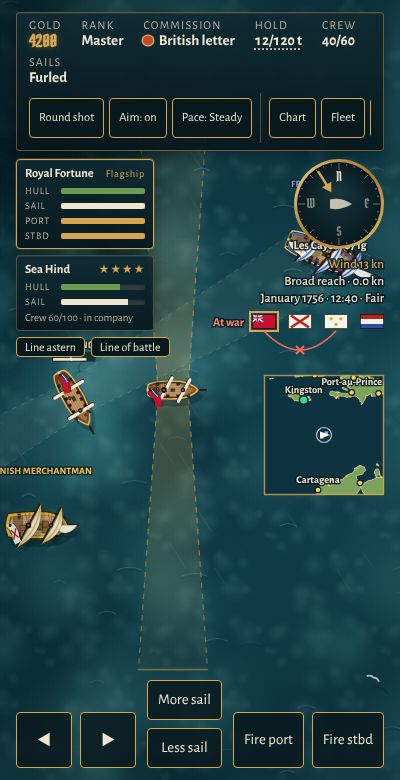 GOLD RANK COMMISSION HOLD CREW
4200 Master British letter 12/120 t 40/60
SAILS
Furled
Round shot Aim: on Pace: Steady Chart Fleet
Royal Fortune Flagship
HULL
SAIL
PORT
STBD
N
W E
S
Sea Hind ★★★★
HULL
SAIL
Crew 60/100 · in company
Line astern Line of battle
Wind 13 kn
Broad reach · 0.0 kn
January 1756 · 12:40 · Fair
At war
Port-au-Prince
Kingston
Cartagena
NISH MERCHANTMAN
More sail
Less sail
◀ ▶ Fire port Fire stbd